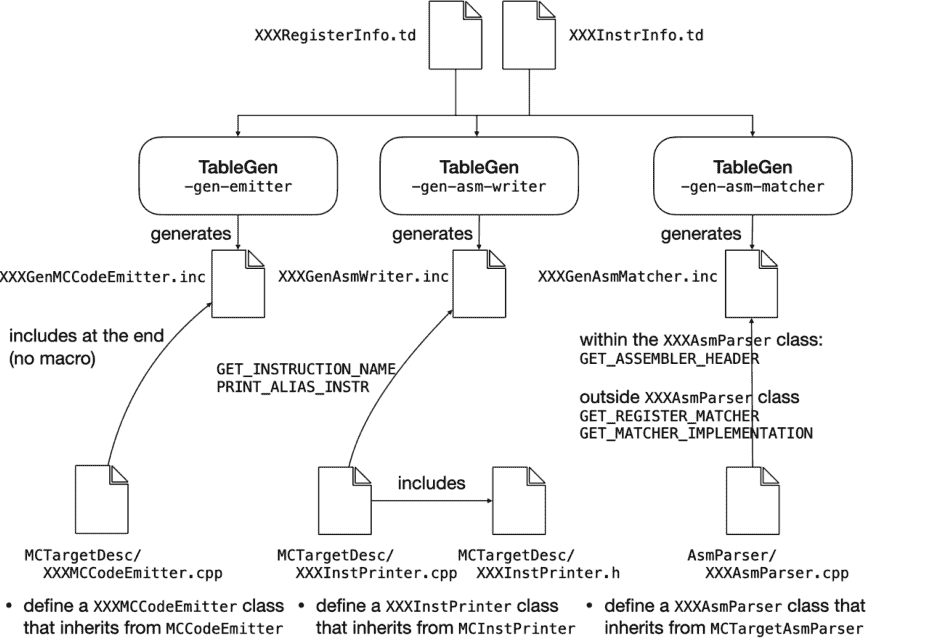 XXXRegisterInfo.td
XXXInstrInfo.td
TableGen
-gen-emitter
TableGen
-gen-asm-writer
TableGen
-gen-asm-matcher
generates
generates
generates
XXXGenMCCodeEmitter.inc
XXXGenAsmWriter.inc
XXXGenAsmMatcher.inc
includes at the end
(no macro)
GET_INSTRUCTION_NAME
PRINT_ALIAS_INSTR
within the XXXAsmParser class:
GET_ASSEMBLER_HEADER
outside XXXAsmParser class
GET_REGISTER_MATCHER
GET_MATCHER_IMPLEMENTATION
includes
MCTargetDesc/
XXXMCCodeEmitter.cpp
MCTargetDesc/
XXXInstPrinter.cpp
MCTargetDesc/
XXXInstPrinter.h
AsmParser/
XXXAsmParser.cpp
• define a XXXMCCodeEmitter class
that inherits from MCCodeEmitter
• define a XXXInstPrinter class
that inherits from MCInstPrinter
• define a XXXAsmParser class that
inherits from MCTargetAsmParser